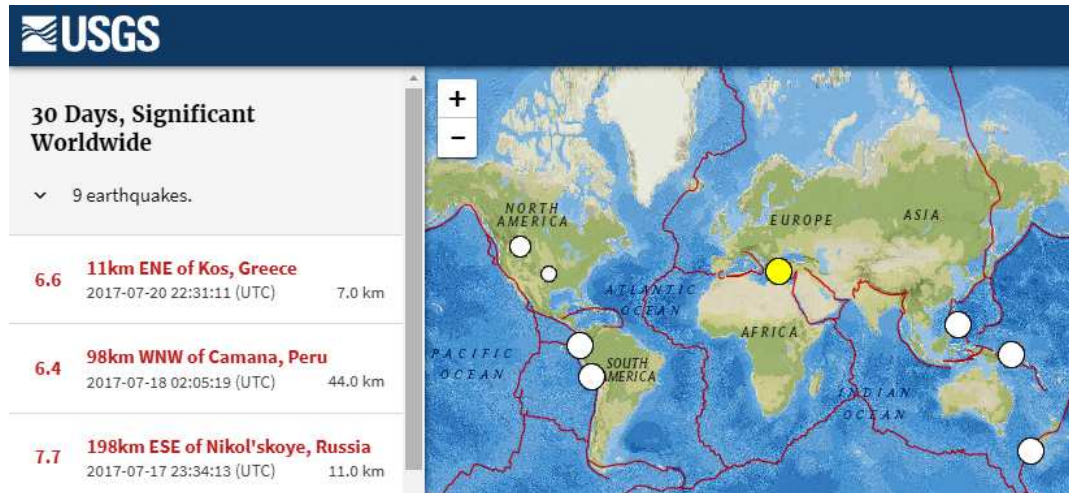 USGS
30 Days, Significant
Worldwide
9 earthquakes.
6.6
11km ENE of Kos, Greece
2017-07-20 22:31:11 (UTC)
7.0 km
6.4
98km WNW of Camana, Peru
2017-07-18 02:05:19 (UTC)
44.0 km
7.7
198km ESE of Nikol'skoye, Russia
2017-07-17 23:34:13 (UTC)
11.0 km
+
−
NORTH
AMERICA
EUROPE
ASIA
ATLANTIC
OCEAN
AFRICA
PACIFIC
OCEAN
SOUTH
AMERICA
INDIAN
OCEAN